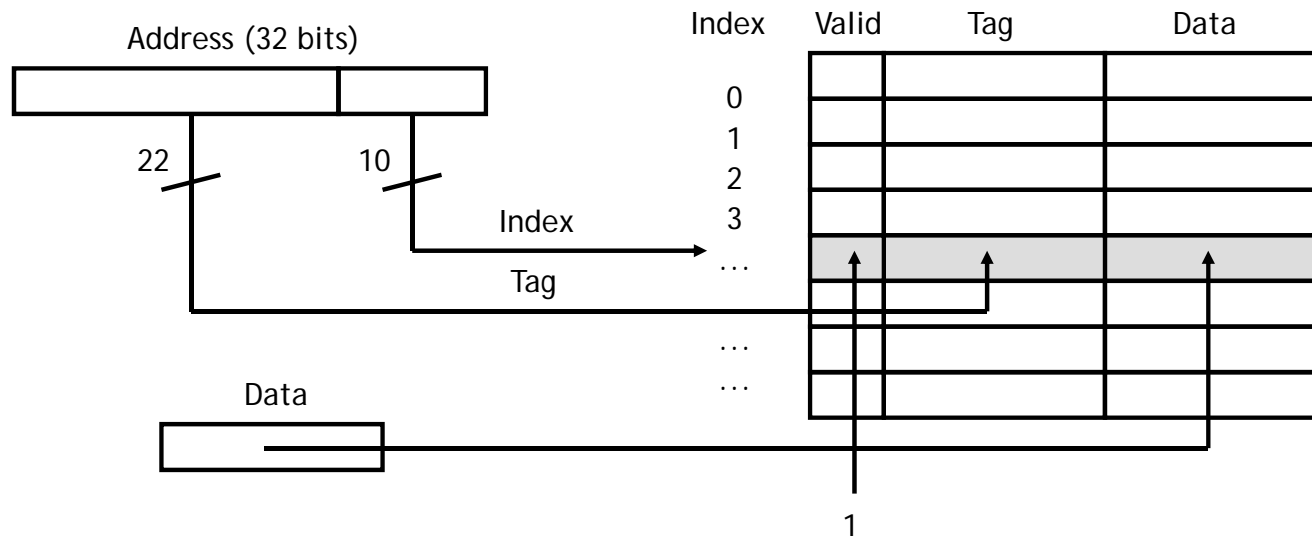 Address (32 bits)
Index Valid Tag Data
0
1
2
3
...
...
...
22
10
Index
Tag
Data
1